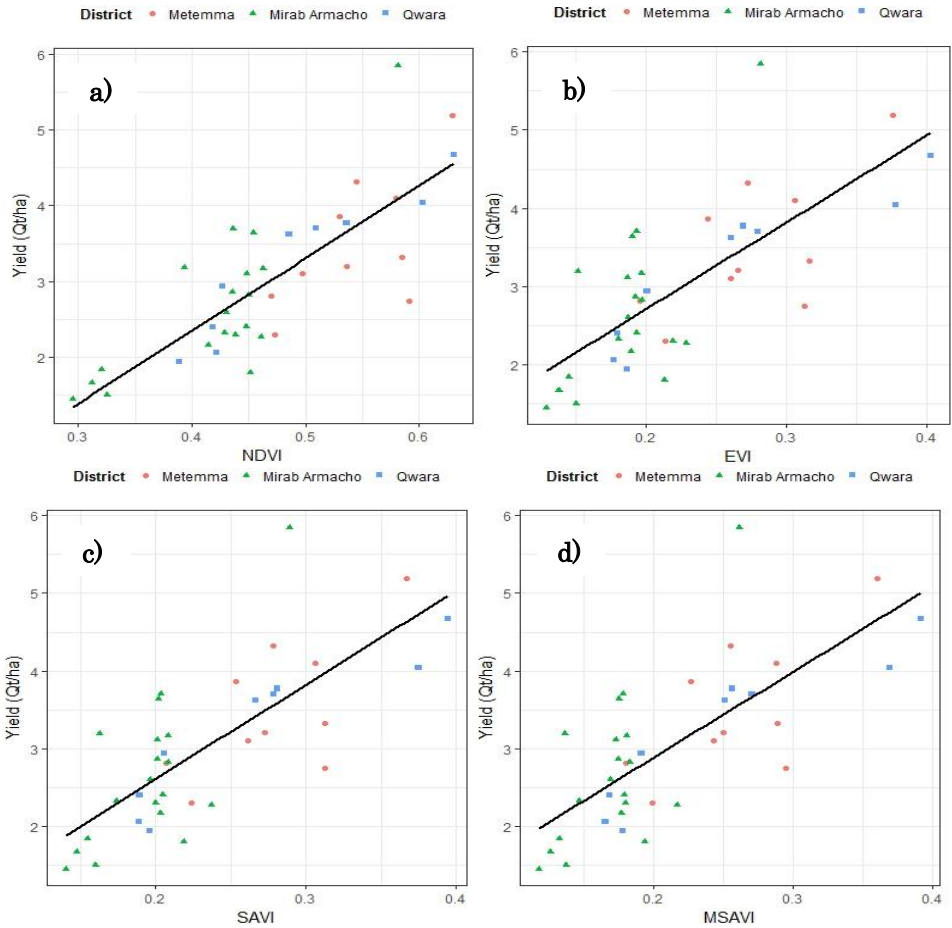 District Metemma Mirab Armacho Qwara
a)
6
5
4
3
2
Yield (Qt/ha)
0.3 0.4 0.5 0.6
NDVI
District Metemma Mirab Armacho Qwara
b)
6
5
4
3
2
Yield (Qt/ha)
0.2 0.3 0.4
EVI
District Metemma Mirab Armacho Qwara
c)
6
5
4
3
2
Yield (Qt/ha)
0.2 0.3 0.4
SAVI
District Metemma Mirab Armacho Qwara
d)
6
5
4
3
2
Yield (Qt/ha)
0.2 0.3 0.4
MSAVI